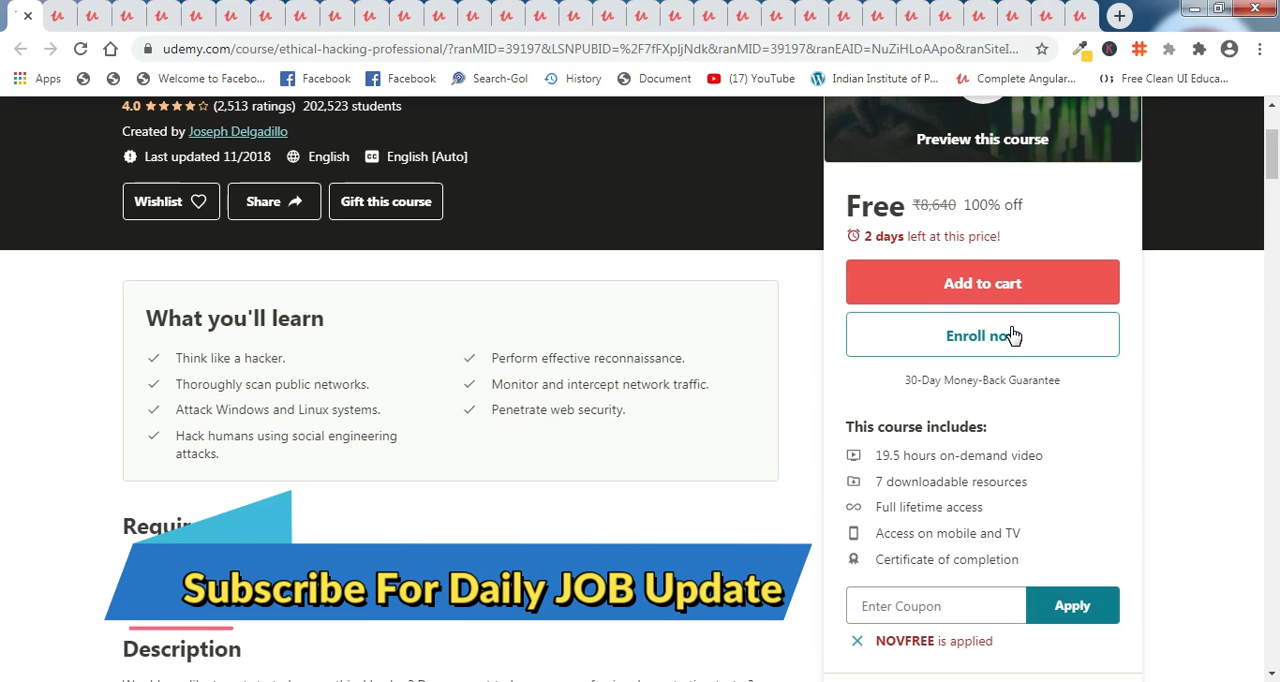 udemy.com/course/ethical-hacking-professional/?ranMID=39197&LSNPUBID=%2F7fFXpljNdk&ranMID=39197&ranEAID=NuZiHLoAApo&ranSiteI...
Apps
Welcome to Facebo...
Facebook
Facebook
Search-Gol
History
Document
(17) YouTube
Indian Institute of P...
Complete Angular...
Free Clean UI Educa...
4.0 (2,513 ratings) 202,523 students
Created by Joseph Delgadillo
Last updated 11/2018 English English [Auto]
Wishlist
Share
Gift this course
Preview this course
Free ₹8,640 100% off
2 days left at this price!
Add to cart
Enroll
30-Day Money-Back Guarantee
This course includes:
19.5 hours on-demand video
7 downloadable resources
Full lifetime access
Access on mobile and TV
Certificate of completion
Enter Coupon
Apply
NOVFREE is applied
What you'll learn
Think like a hacker.
Perform effective reconnaissance.
Thoroughly scan public networks.
Monitor and intercept network traffic.
Attack Windows and Linux systems.
Penetrate web security.
Hack humans using social engineering
attacks.
Subscribe For Daily JOB Update
Description